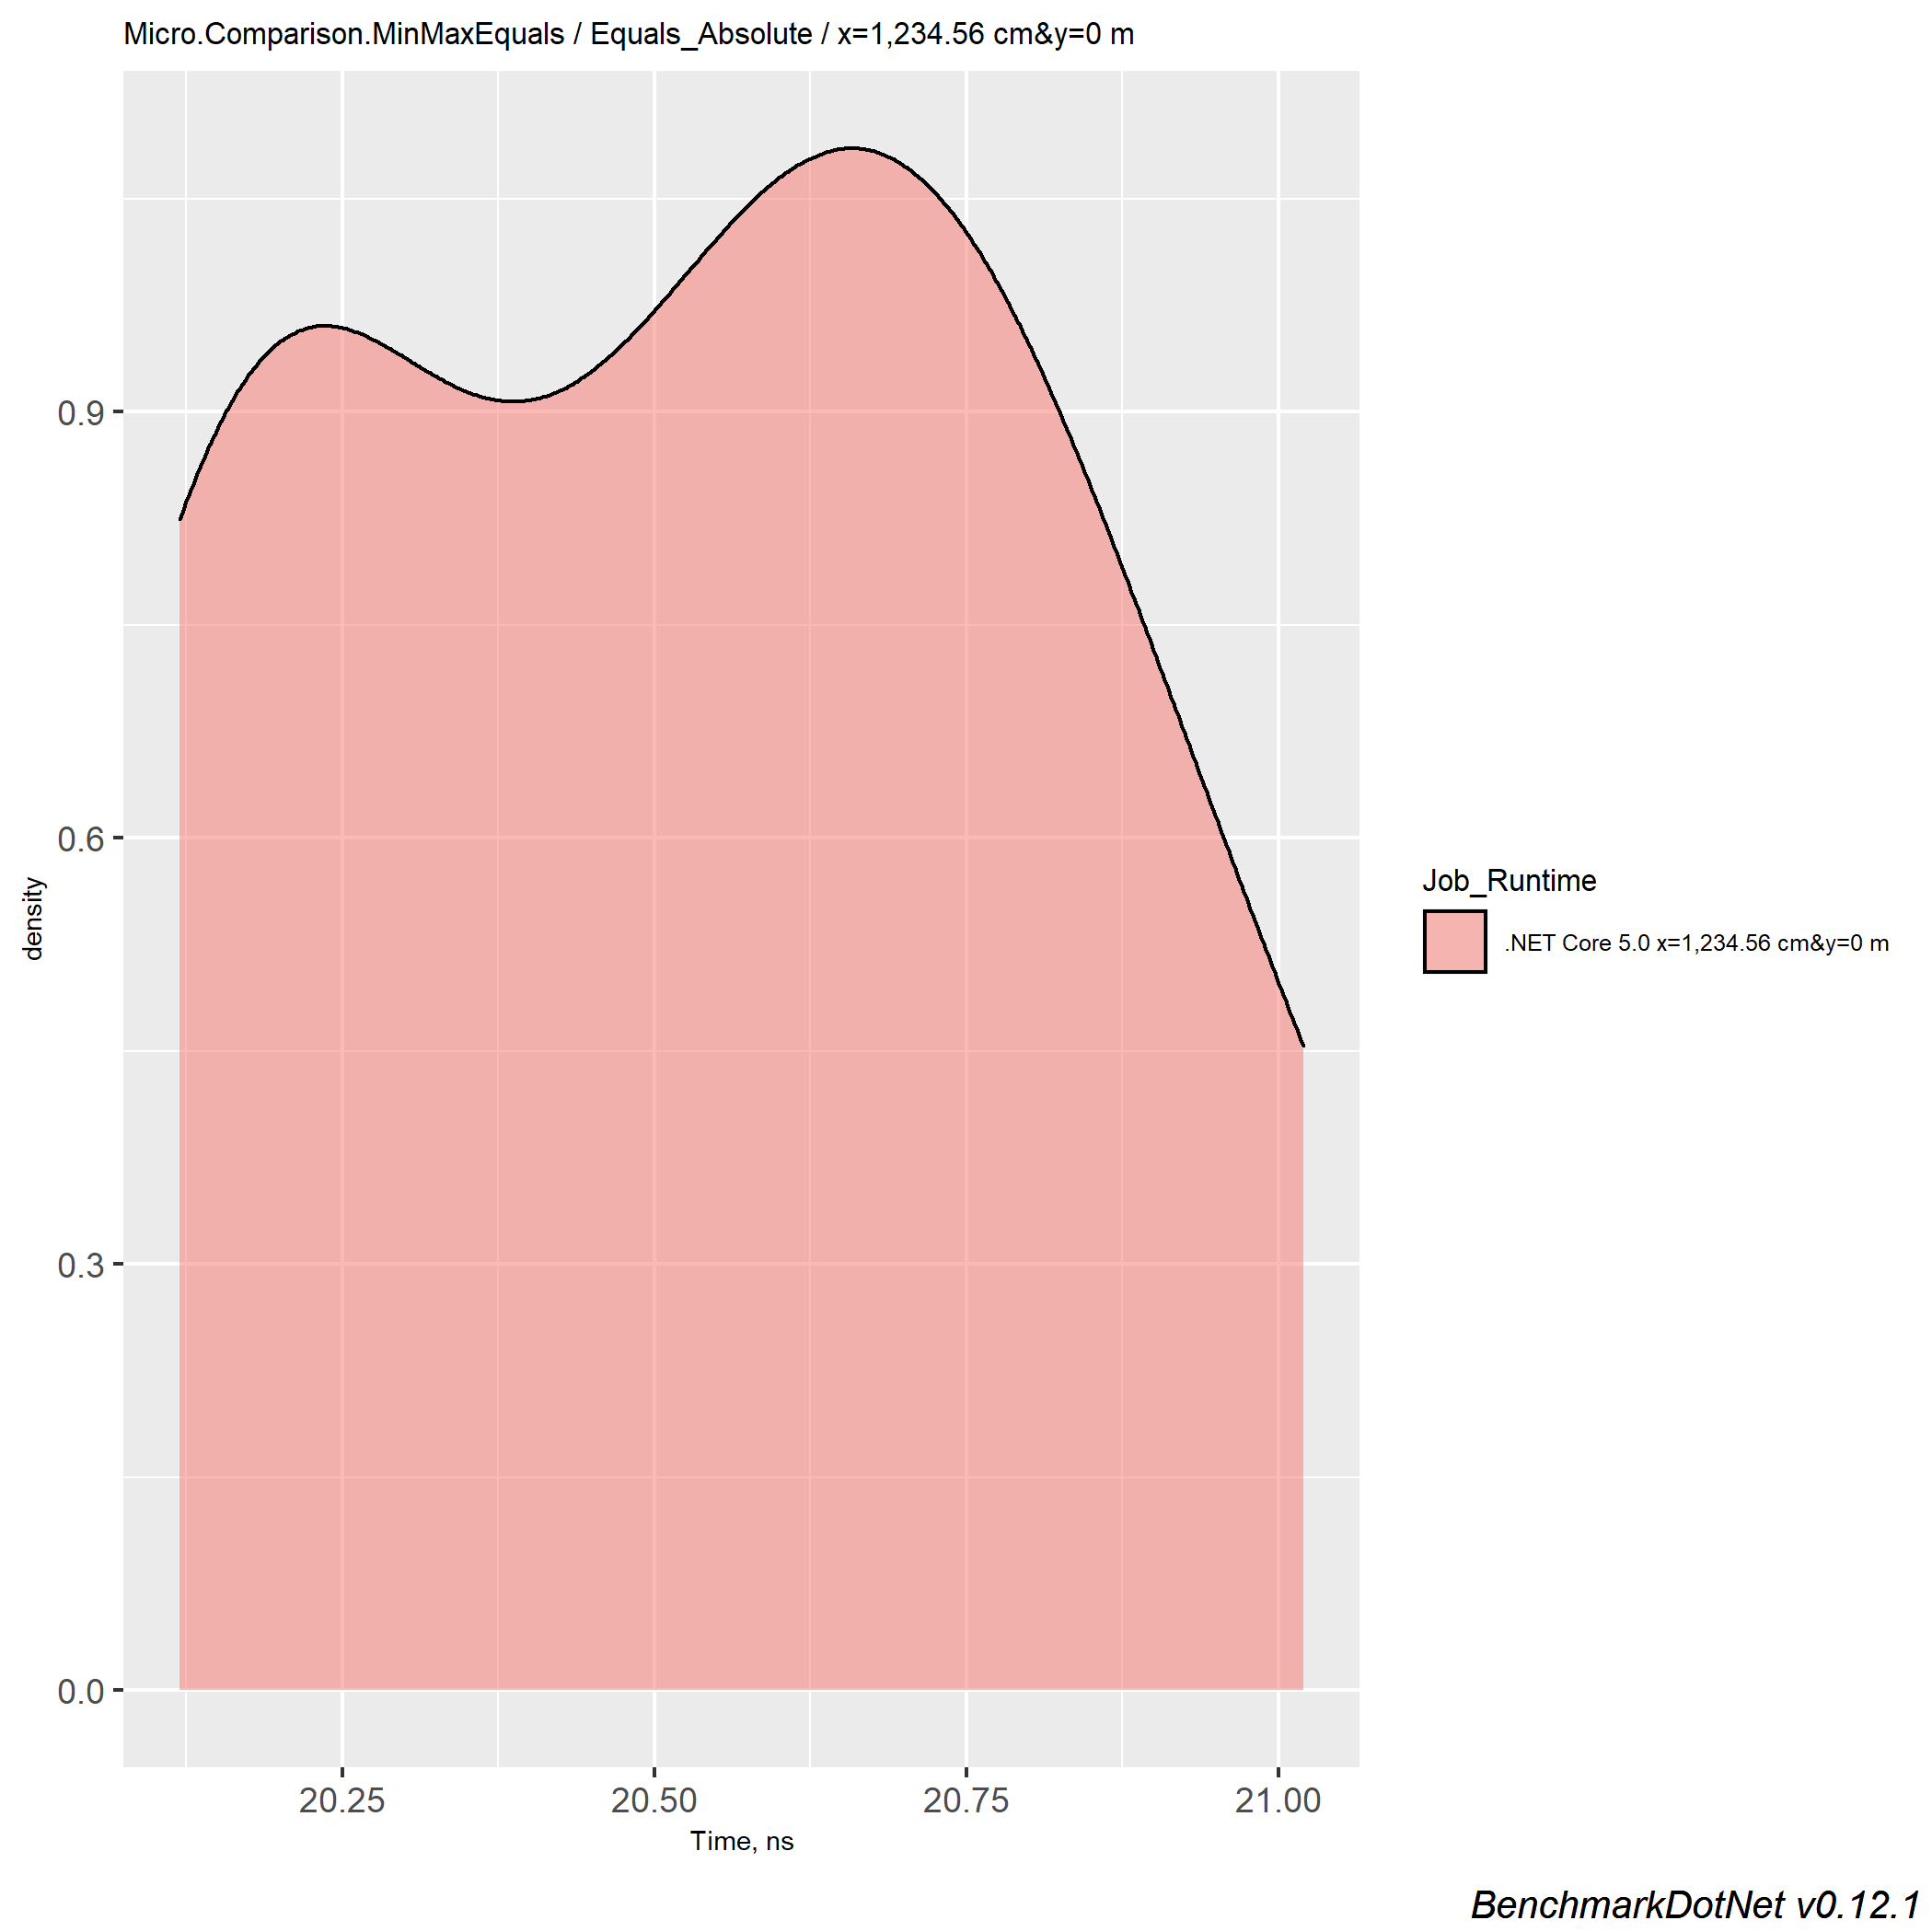 Micro.Comparison.MinMaxEquals / Equals_Absolute / x=1,234.56 cm&y=0 m
0.9
0.6
0.3
0.0
density
20.25 20.50 20.75 21.00
Time, ns
Job_Runtime
.NET Core 5.0 x=1,234.56 cm&y=0 m
BenchmarkDotNet v0.12.1